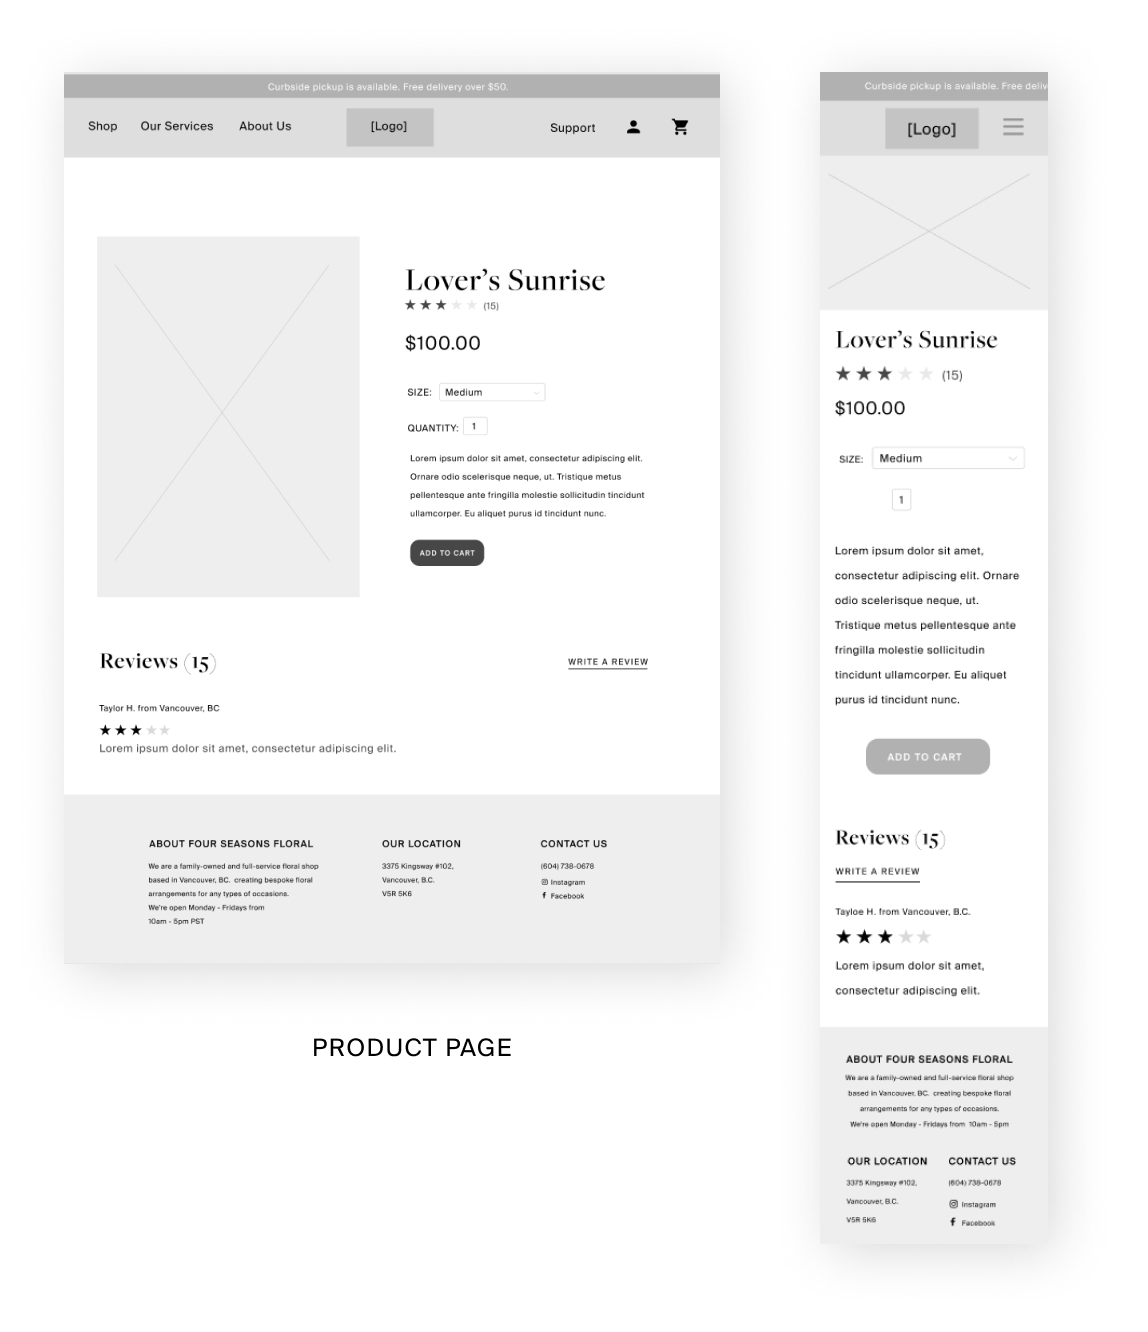 Curbside pickup is available. Free delivery over $50.
Shop Our Services About Us [Logo] Support
Lover's Sunrise
(15)
$100.00
SIZE: Medium
QUANTITY: 1
Lorem ipsum dolor sit amet, consectetur adipiscing elit.
Ornare odio scelerisque neque, ut. Tristique metus
pellentesque ante fringilla molestie sollicitudin tincidunt
ullamcorper. Eu aliquet purus id tincidunt nunc.
ADD TO CART
Reviews (15)
WRITE A REVIEW
Taylor H. from Vancouver, BC
Lorem ipsum dolor sit amet, consectetur adipiscing elit.
ABOUT FOUR SEASONS FLORAL
We are a family-owned and full-service floral shop
based in Vancouver, BC. creating bespoke floral
arrangements for any types of occasions.
We're open Monday - Fridays from
10am - 5pm PST
OUR LOCATION
3375 Kingsway #102,
Vancouver, B.C.
V5R 5K6
CONTACT US
(604) 738-0678
Instagram
Facebook
PRODUCT PAGE
Curbside pickup is available. Free deliv
[Logo]
Lover's Sunrise
(15)
$100.00
SIZE: Medium
1
Lorem ipsum dolor sit amet,
consectetur adipiscing elit. Ornare
odio scelerisque neque, ut.
Tristique metus pellentesque ante
fringilla molestie sollicitudin
tincidunt ullamcorper. Eu aliquet
purus id tincidunt nunc.
ADD TO CART
Reviews (15)
WRITE A REVIEW
Tayloe H. from Vancouver, B.C.
Lorem ipsum dolor sit amet,
consectetur adipiscing elit.
ABOUT FOUR SEASONS FLORAL
We are a family-owned and full-service floral shop
based in Vancouver, BC. creating bespoke floral
arrangements for any types of occasions.
We're open Monday - Fridays from 10am - 5pm
OUR LOCATION
3375 Kingsway #102,
Vancouver, B.C.
V5R 5K6
CONTACT US
(604) 738-0678
Instagram
Facebook